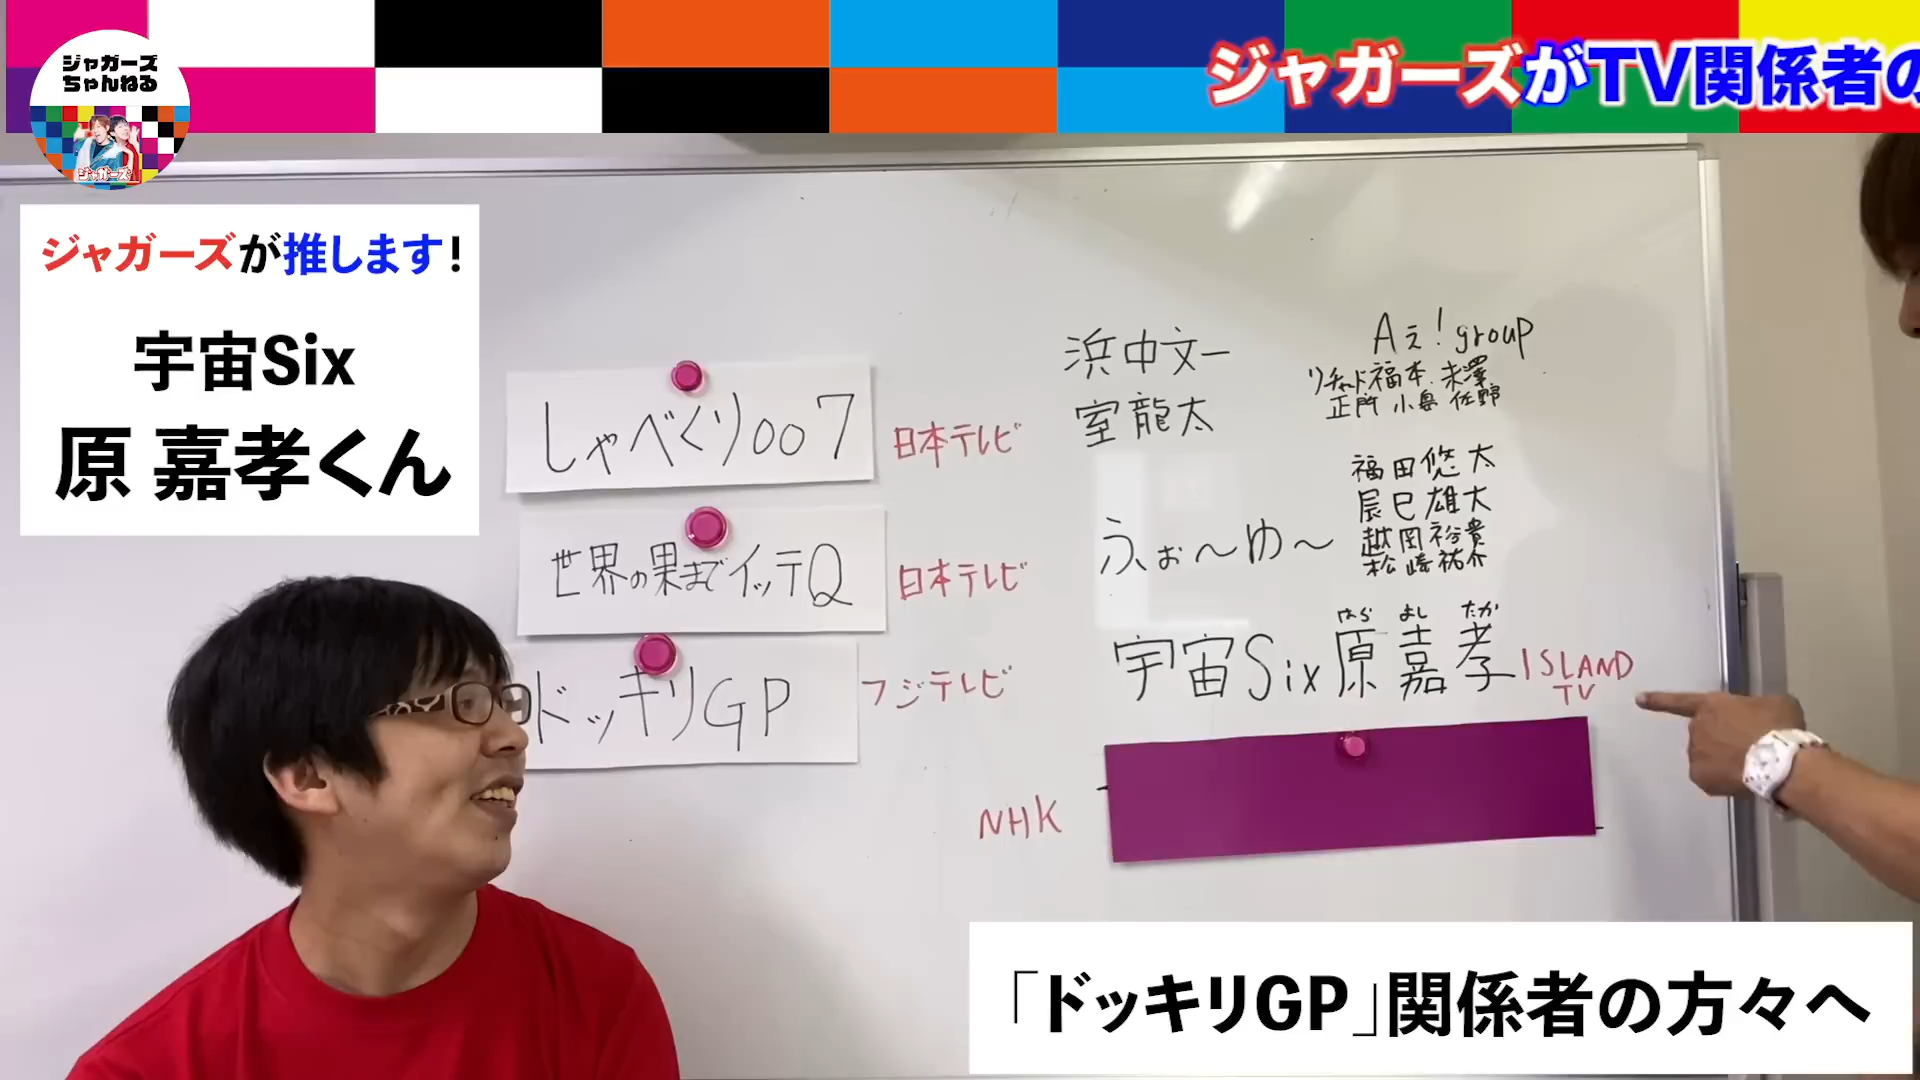 ジャガーズ
ちゃんねる
ジャガーズ
ジャガーズがTV関係者の
ジャガーズが推します!
宇宙Six
原 嘉孝くん
しゃべくり007
日本テレビ
世界の果までイッテQ
日本テレビ
ドッキリGP
フジテレビ
浜中文一
室龍太
Aぇ!group
リチャード 福本 末澤
正門 小島 佐野
ふぉ〜ゆ〜
福田悠太
辰巳雄大
越岡裕貴
松崎祐介
はら よし たか
宇宙Six原嘉孝
ISLAND
TV
NHK
「ドッキリGP」関係者の方々へ